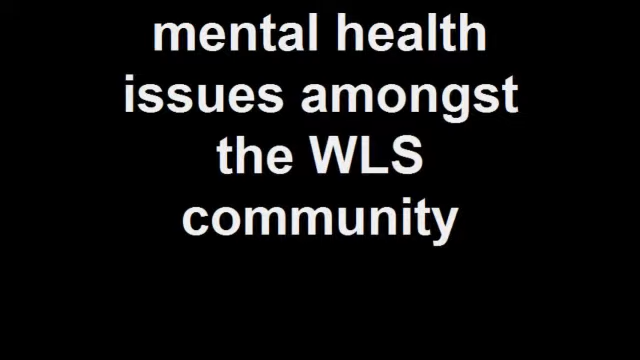 mental health
issues amongst
the WLS
community